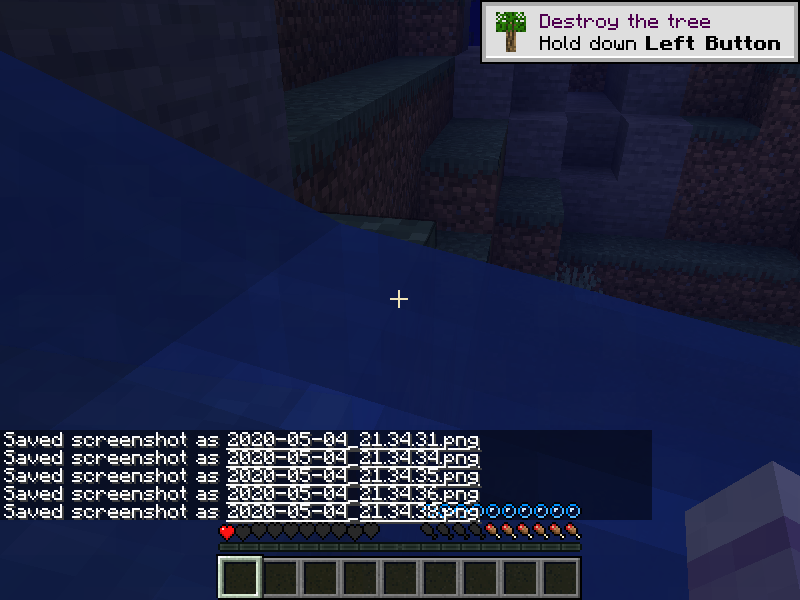 Destroy the tree
Hold down Left Button
Saved screenshot as 2020-05-04_21.34.31.png
Saved screenshot as 2020-05-04_21.34.34.png
Saved screenshot as 2020-05-04_21.34.35.png
Saved screenshot as 2020-05-04_21.34.36.png
Saved screenshot as 2020-05-04_21.34.38.png